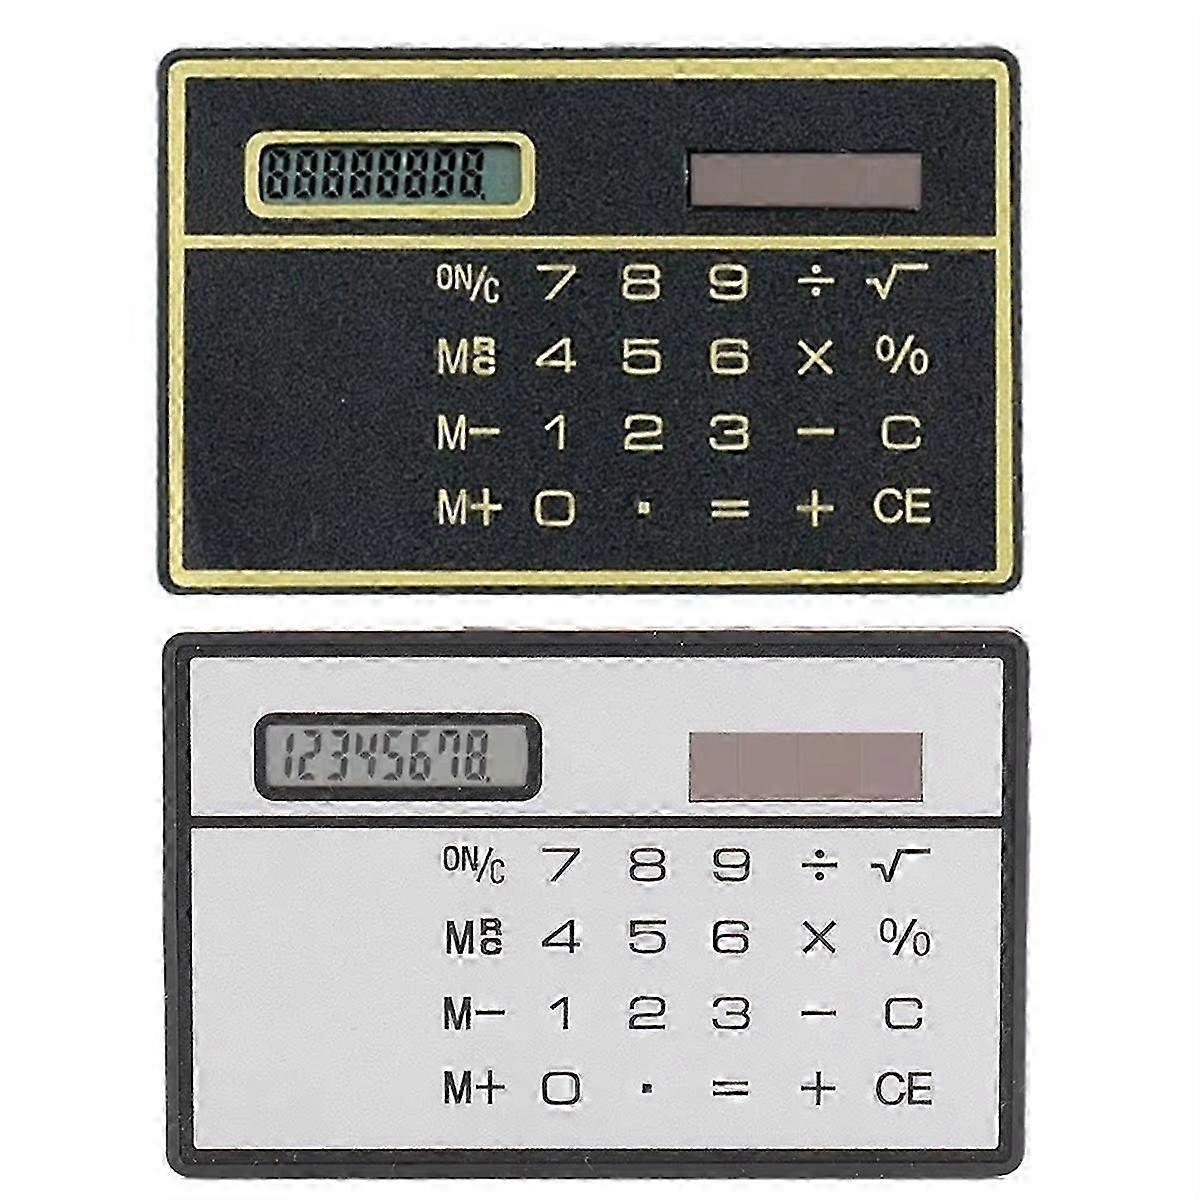 88888888.
ON/C 7 8 9 ÷ √
MRC 4 5 6 × %
M− 1 2 3 − C
M+ 0 . = + CE
12345678.
ON/C 7 8 9 ÷ √
MRC 4 5 6 × %
M− 1 2 3 − C
M+ 0 . = + CE